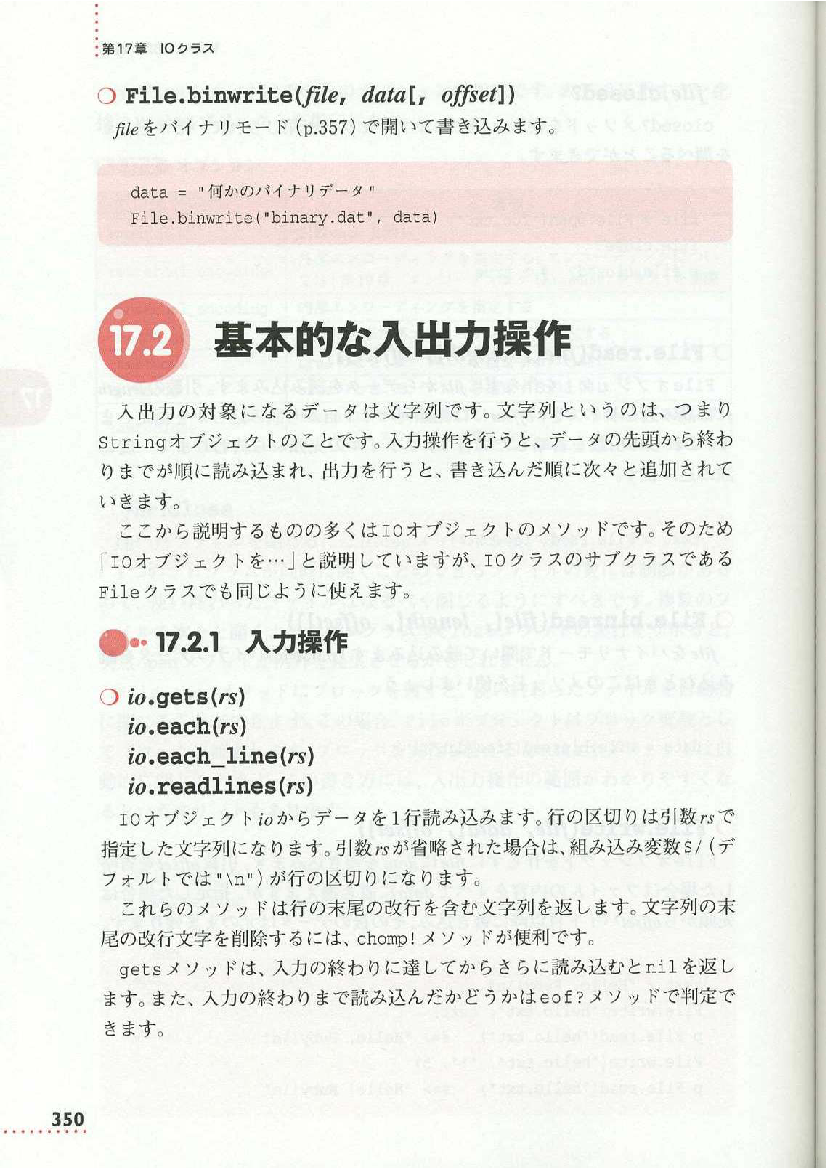 第17章 IOクラス
❍ File.binwrite(file, data[, offset])
fileをバイナリモード(p.357)で開いて書き込みます。
data = "何かのバイナリデータ"
File.binwrite("binary.dat", data)
17.2 基本的な入出力操作
入出力の対象になるデータは文字列です。文字列というのは、つまり
Stringオブジェクトのことです。入力操作を行うと、データの先頭から終わ
りまでが順に読み込まれ、出力を行うと、書き込んだ順に次々と追加されて
いきます。
ここから説明するものの多くはIOオブジェクトのメソッドです。そのため
「IOオブジェクトを…」と説明していますが、IOクラスのサブクラスである
Fileクラスでも同じように使えます。
17.2.1 入力操作
❍ io.gets(rs)
io.each(rs)
io.each_line(rs)
io.readlines(rs)
IOオブジェクトioからデータを1行読み込みます。行の区切りは引数rsで
指定した文字列になります。引数rsが省略された場合は、組み込み変数$/(デ
フォルトでは"\n")が行の区切りになります。
これらのメソッドは行の末尾の改行を含む文字列を返します。文字列の末
尾の改行文字を削除するには、chomp!メソッドが便利です。
getsメソッドは、入力の終わりに達してからさらに読み込むとnilを返し
ます。また、入力の終わりまで読み込んだかどうかはeof?メソッドで判定で
きます。
350